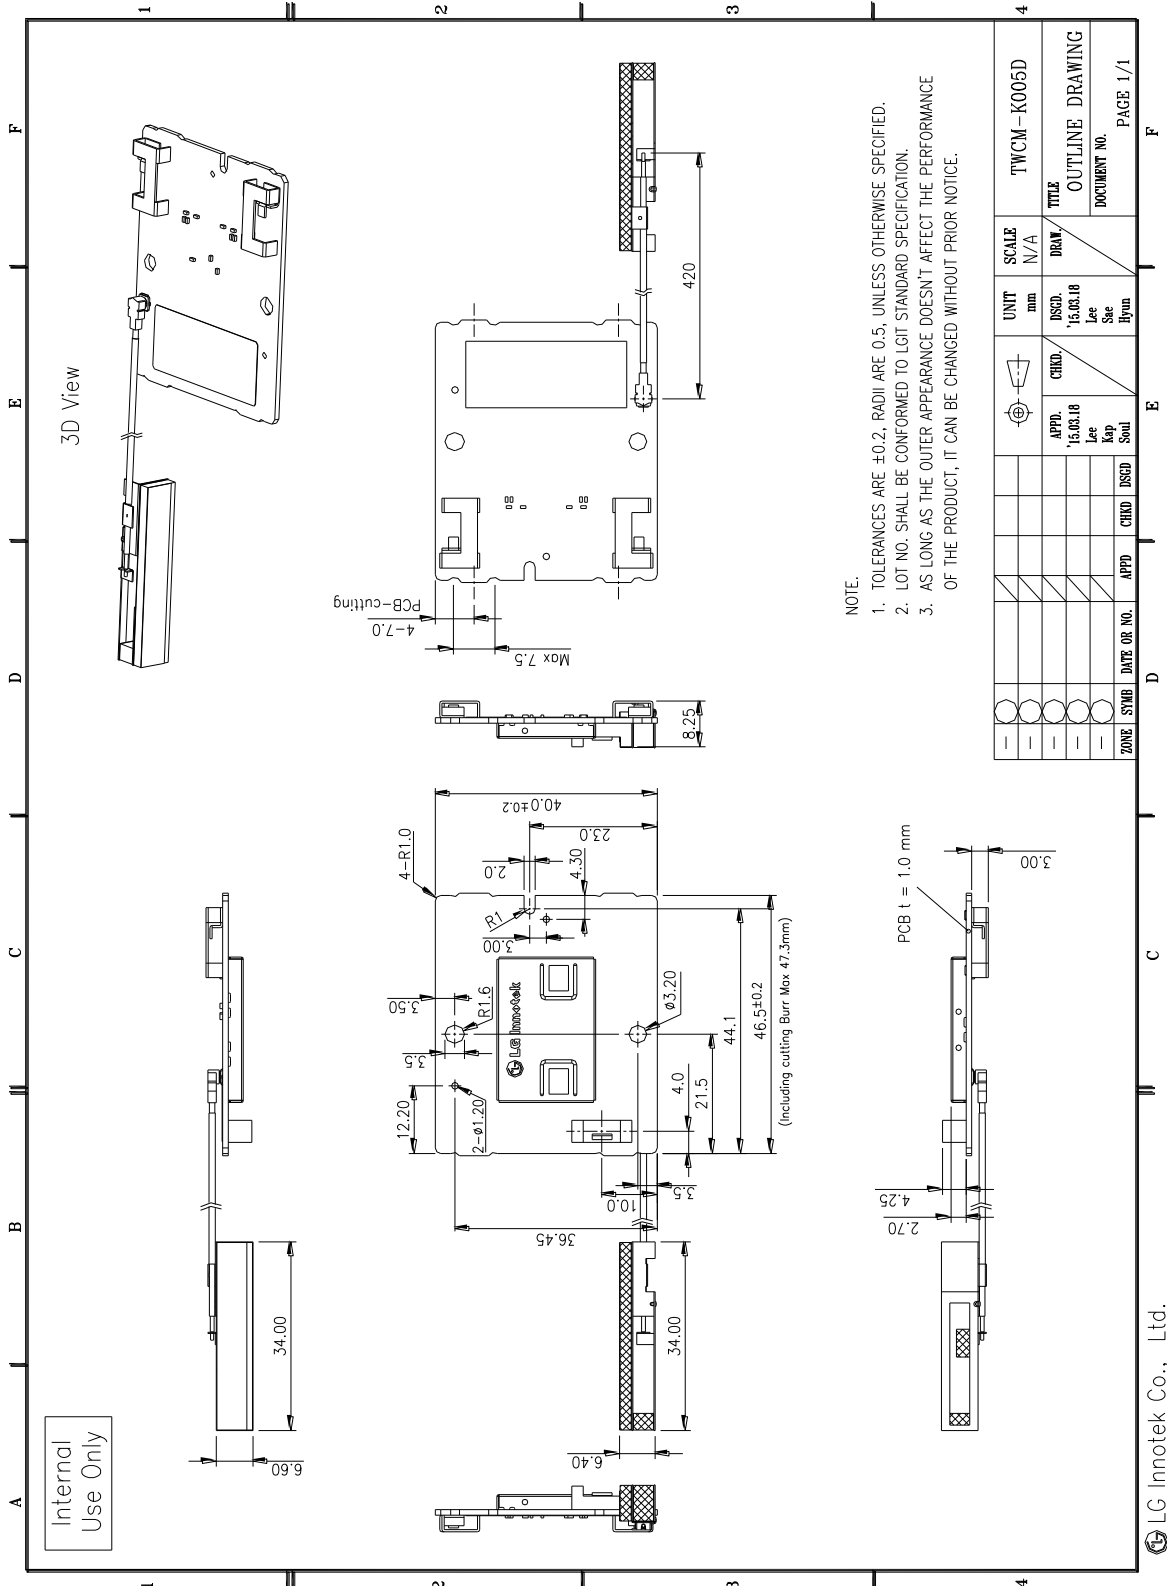 Internal
Use Only
A
B
C
D
E
F
1
2
3
4
3D View
6.60
34.00
6.40
34.00
36.45
10.0
3.5
12.20
3.5
3.50
2-ø1.20
R1.6
LG Innotek
ø3.20
R1
3.00
4-R1.0
2.0
4.30
23.0
40.0±0.2
4.0
21.5
44.1
46.5±0.2
(Including cutting Burr Max 47.3mm)
8.25
4-7.0
PCB-cutting
Max 7.5
420
2.70
4.25
PCB t = 1.0 mm
3.00
NOTE.
1. TOLERANCES ARE ±0.2, RADII ARE 0.5, UNLESS OTHERWISE SPECIFIED.
2. LOT NO. SHALL BE CONFORMED TO LGIT STANDARD SPECIFICATION.
3. AS LONG AS THE OUTER APPEARANCE DOESN'T AFFECT THE PERFORMANCE
OF THE PRODUCT, IT CAN BE CHANGED WITHOUT PRIOR NOTICE.
–
–
–
–
–
ZONE SYMB DATE OR NO. APPD CHKD DSGD
UNIT
mm
SCALE
N/A
TWCM-K005D
APPD.
'15.03.18
Lee
Kap
Soul
CHKD.
DSGD.
'15.03.18
Lee
Sae
Hyun
DRAW.
TITLE
OUTLINE DRAWING
DOCUMENT NO.
PAGE 1/1
1
2
3
4
A
B
C
D
E
F
LG Innotek Co., Ltd.